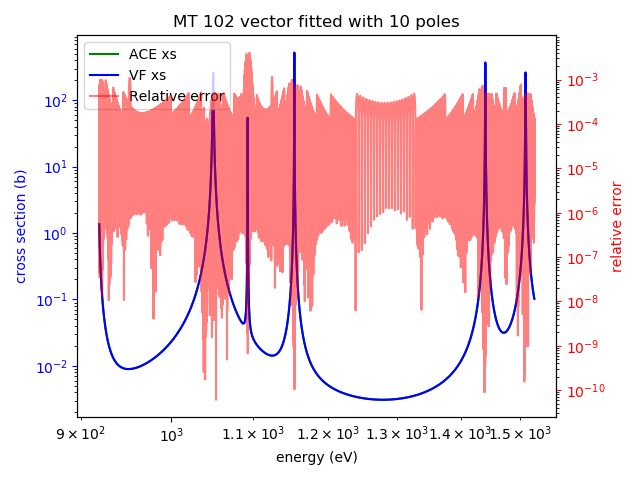 MT 102 vector fitted with 10 poles
ACE xs
VF xs
Relative error
cross section (b)
10²
10¹
10⁰
10⁻¹
10⁻²
10⁻³
10⁻⁴
10⁻⁵
10⁻⁶
10⁻⁷
10⁻⁸
10⁻⁹
10⁻¹⁰
relative error
9 × 10² 10³ 1.1 × 10³ 1.2 × 10³ 1.3 × 10³ 1.4 × 10³ 1.5 × 10³
energy (eV)